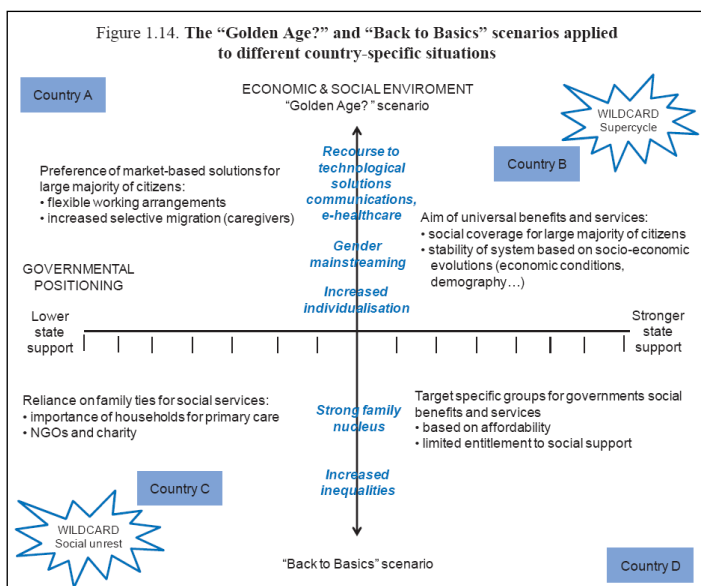 Figure 1.14. The “Golden Age?” and “Back to Basics” scenarios applied
to different country-specific situations
Country A
ECONOMIC & SOCIAL ENVIROMENT
“Golden Age?” scenario
WILDCARD
Supercycle
Country B
Preference of market-based solutions for
large majority of citizens:
• flexible working arrangements
• increased selective migration (caregivers)
Recourse to
technological
solutions
communications,
e-healthcare
Gender
mainstreaming
Increased
individualisation
Aim of universal benefits and services:
• social coverage for large majority of citizens
• stability of system based on socio-economic
evolutions (economic conditions,
demography…)
GOVERNMENTAL
POSITIONING
Lower
state
support
Stronger
state
support
Reliance on family ties for social services:
• importance of households for primary care
• NGOs and charity
Strong family
nucleus
Increased
inequalities
Target specific groups for governments social
benefits and services
• based on affordability
• limited entitlement to social support
Country C
WILDCARD
Social unrest
“Back to Basics” scenario
Country D